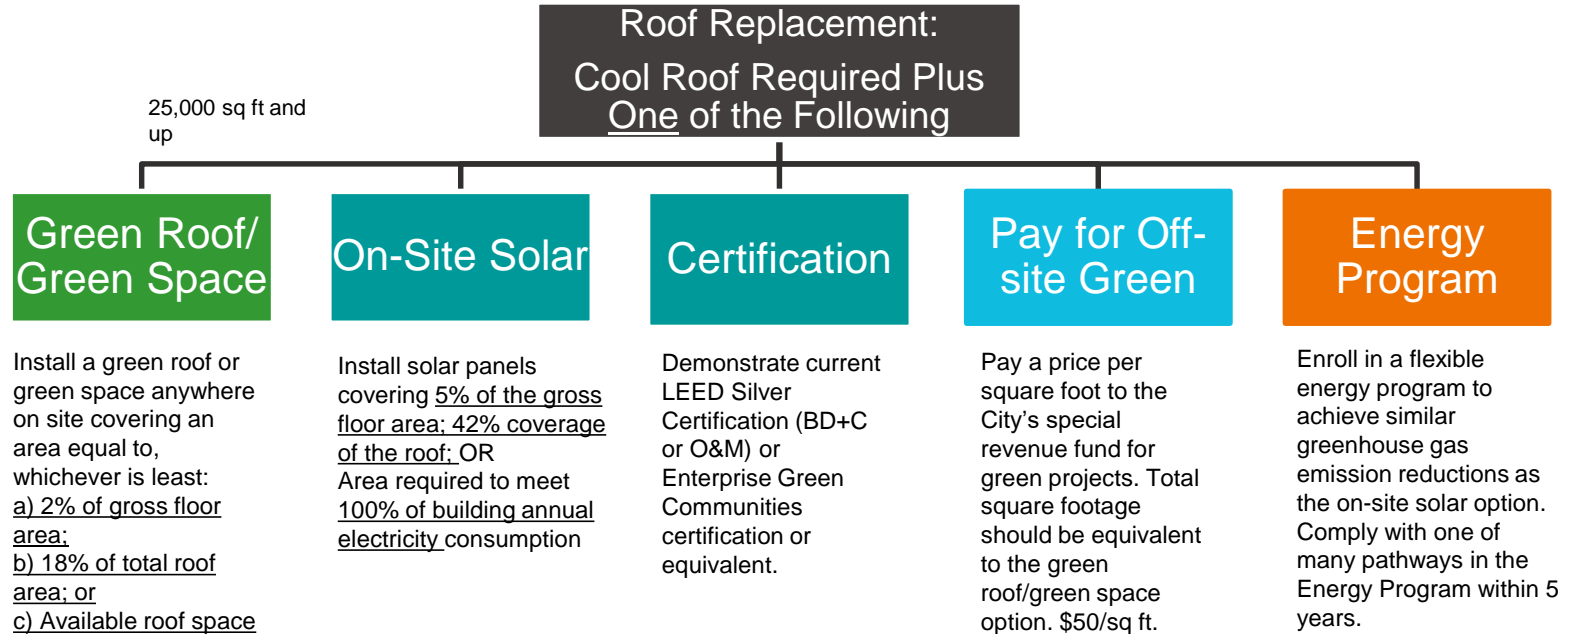 Roof Replacement:
Cool Roof Required Plus
One of the Following
25,000 sq ft and
up
Green Roof/
Green Space
On-Site Solar
Certification
Pay for Off-
site Green
Energy
Program
Install a green roof or
green space anywhere
on site covering an
area equal to,
whichever is least:
a) 2% of gross floor
area;
b) 18% of total roof
area; or
c) Available roof space
Install solar panels
covering 5% of the gross
floor area; 42% coverage
of the roof; OR
Area required to meet
100% of building annual
electricity consumption
Demonstrate current
LEED Silver
Certification (BD+C
or O&M) or
Enterprise Green
Communities
certification or
equivalent.
Pay a price per
square foot to the
City’s special
revenue fund for
green projects. Total
square footage
should be equivalent
to the green
roof/green space
option. $50/sq ft.
Enroll in a flexible
energy program to
achieve similar
greenhouse gas
emission reductions as
the on-site solar option.
Comply with one of
many pathways in the
Energy Program within 5
years.